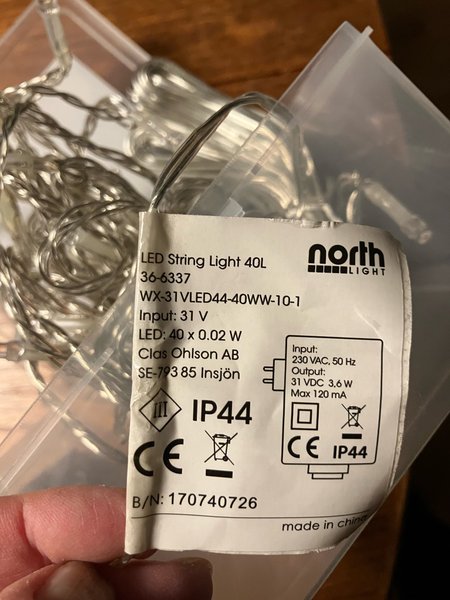 LED String Light 40L
36-6337
WX-31VLED44-40WW-10-1
Input: 31 V
LED: 40 x 0.02 W
Clas Ohlson AB
SE-793 85 Insjön
III IP44
CE
B/N: 170740726
north
LIGHT
Input:
230 VAC, 50 Hz
Output:
31 VDC 3,6 W
Max 120 mA
CE IP44
made in china